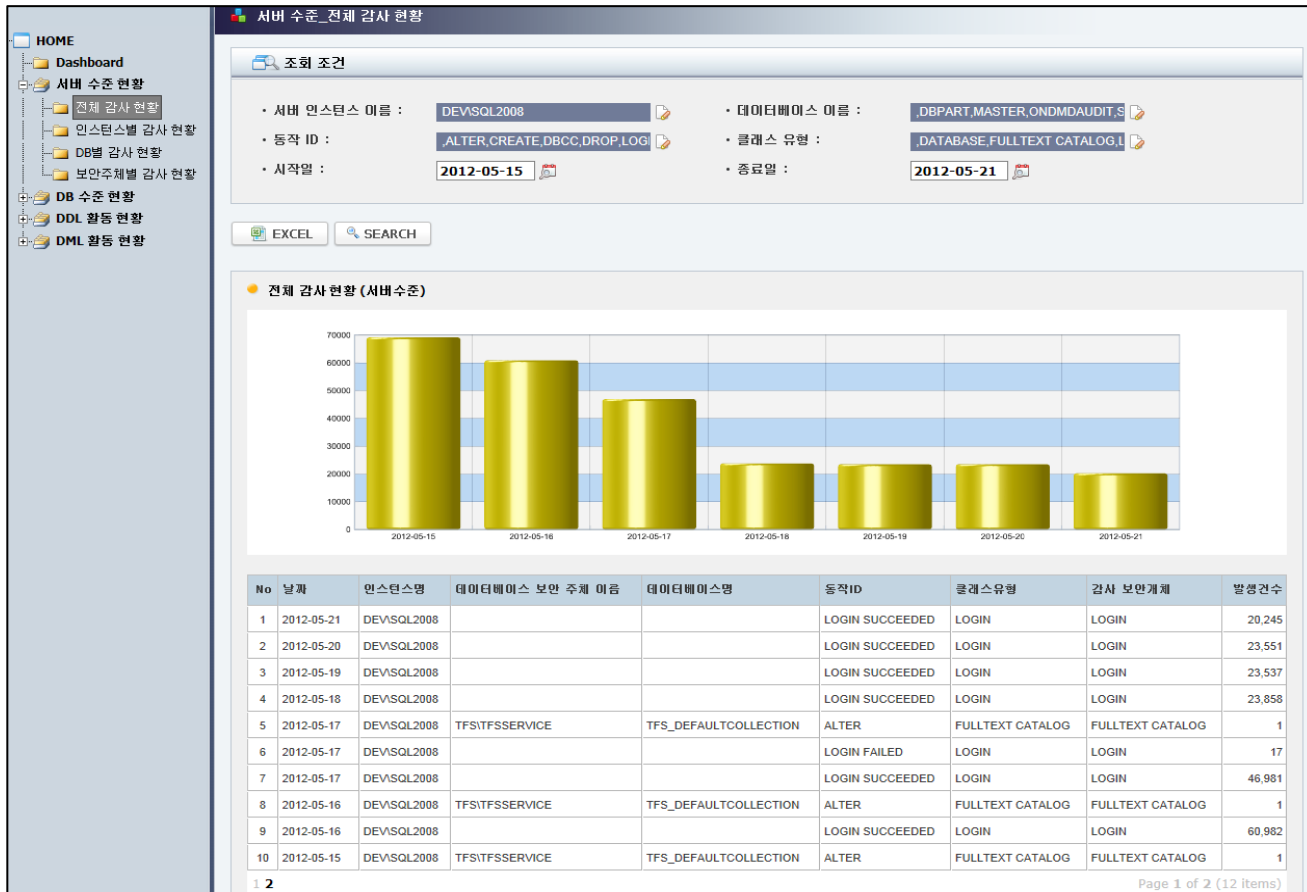 서버 수준_전체 감사 현황
HOME
Dashboard
서버 수준 현황
전체 감사 현황
인스턴스별 감사 현황
DB별 감사 현황
보안주체별 감사 현황
DB 수준 현황
DDL 활동 현황
DML 활동 현황
조회 조건
• 서버 인스턴스 이름 : DEV\SQL2008 • 데이터베이스 이름 : ,DBPART,MASTER,ONDMDAUDIT,S
• 동작 ID : ,ALTER,CREATE,DBCC,DROP,LOGI • 클래스 유형 : ,DATABASE,FULLTEXT CATALOG,L
• 시작일 : 2012-05-15 • 종료일 : 2012-05-21
EXCEL SEARCH
전체 감사 현황 (서버수준)
70000
60000
50000
40000
30000
20000
10000
0
2012-05-15 2012-05-16 2012-05-17 2012-05-18 2012-05-19 2012-05-20 2012-05-21
No 날짜 인스턴스명 데이터베이스 보안 주체 이름 데이터베이스명 동작ID 클래스유형 감사 보안개체 발생건수
1 2012-05-21 DEV\SQL2008 LOGIN SUCCEEDED LOGIN LOGIN 20,245
2 2012-05-20 DEV\SQL2008 LOGIN SUCCEEDED LOGIN LOGIN 23,551
3 2012-05-19 DEV\SQL2008 LOGIN SUCCEEDED LOGIN LOGIN 23,537
4 2012-05-18 DEV\SQL2008 LOGIN SUCCEEDED LOGIN LOGIN 23,858
5 2012-05-17 DEV\SQL2008 TFS\TFSSERVICE TFS_DEFAULTCOLLECTION ALTER FULLTEXT CATALOG FULLTEXT CATALOG 1
6 2012-05-17 DEV\SQL2008 LOGIN FAILED LOGIN LOGIN 17
7 2012-05-17 DEV\SQL2008 LOGIN SUCCEEDED LOGIN LOGIN 46,981
8 2012-05-16 DEV\SQL2008 TFS\TFSSERVICE TFS_DEFAULTCOLLECTION ALTER FULLTEXT CATALOG FULLTEXT CATALOG 1
9 2012-05-16 DEV\SQL2008 LOGIN SUCCEEDED LOGIN LOGIN 60,982
10 2012-05-15 DEV\SQL2008 TFS\TFSSERVICE TFS_DEFAULTCOLLECTION ALTER FULLTEXT CATALOG FULLTEXT CATALOG 1
1 2 Page 1 of 2 (12 items)